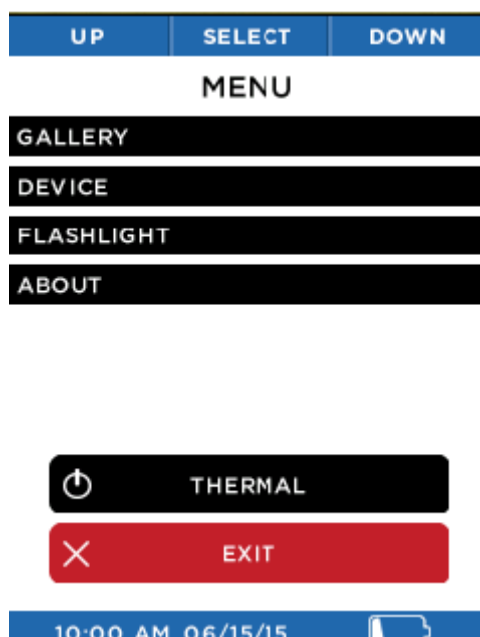 UP SELECT DOWN
MENU
GALLERY
DEVICE
FLASHLIGHT
ABOUT
THERMAL
EXIT
10:00 AM 06/15/15